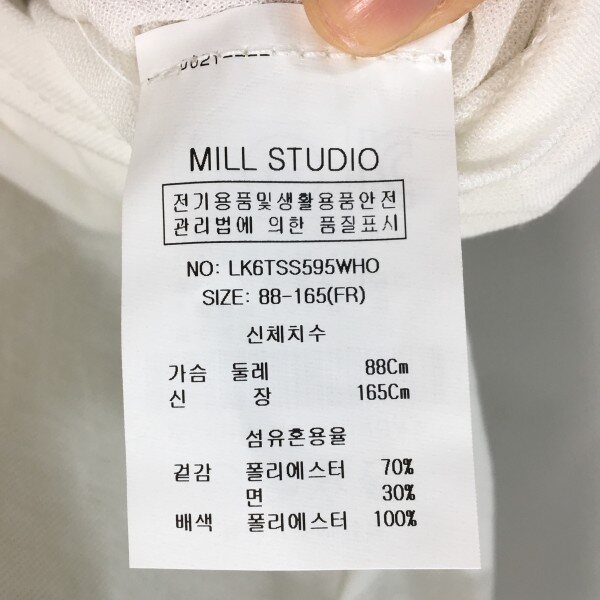 MILL STUDIO
전기용품및생활용품안전
관리법에 의한 품질표시
NO: LK6TSS595WHO
SIZE: 88-165(FR)
신체치수
가슴 둘레 88Cm
신 장 165Cm
섬유혼용율
겉감 폴리에스터 70%
면 30%
배색 폴리에스터 100%